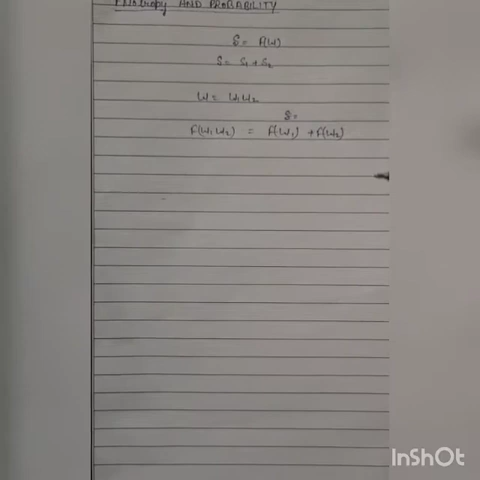 Entropy AND PROBABILITY
S = F(W)
S = S₁ + S₂
W = W₁W₂
S =
F(W₁W₂) = F(W₁) + F(W₂)
InShOt